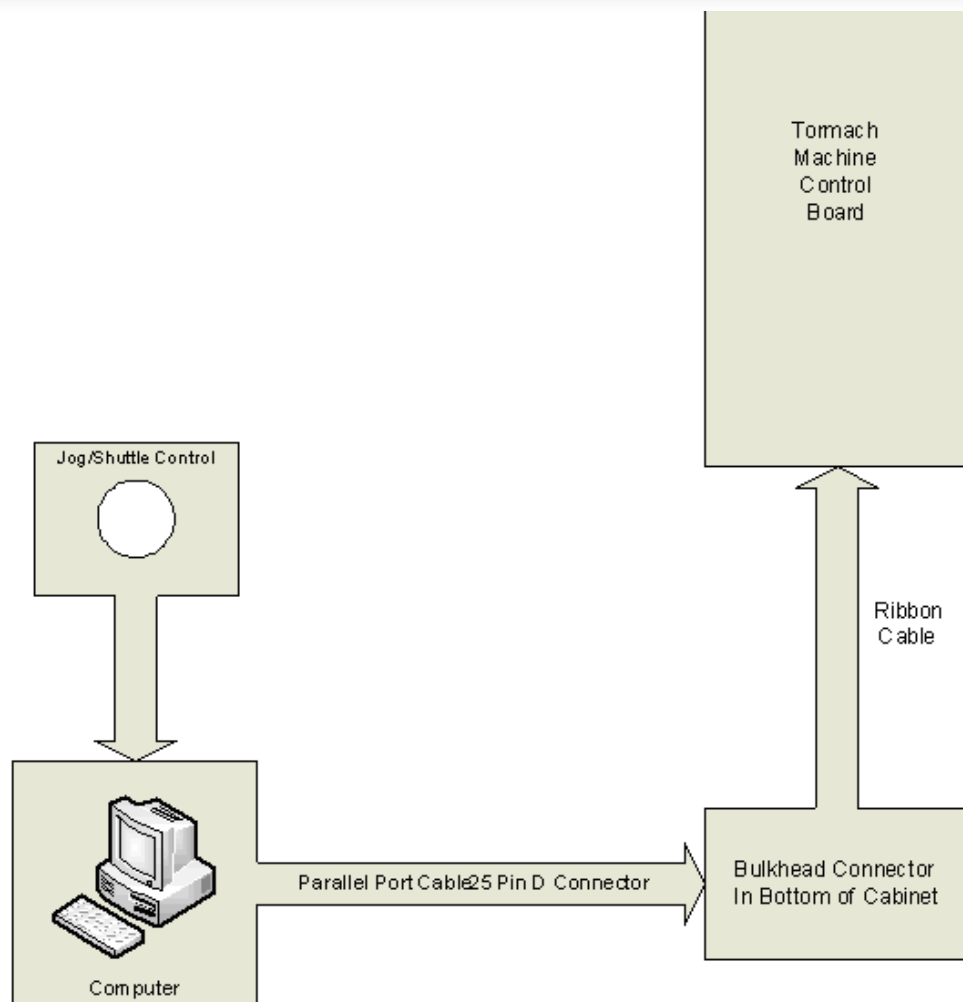 Tormach
Machine
Control
Board
Jog/Shuttle Control
Ribbon
Cable
Parallel Port Cable25 Pin D Connector
Bulkhead Connector
In Bottom of Cabinet
Computer